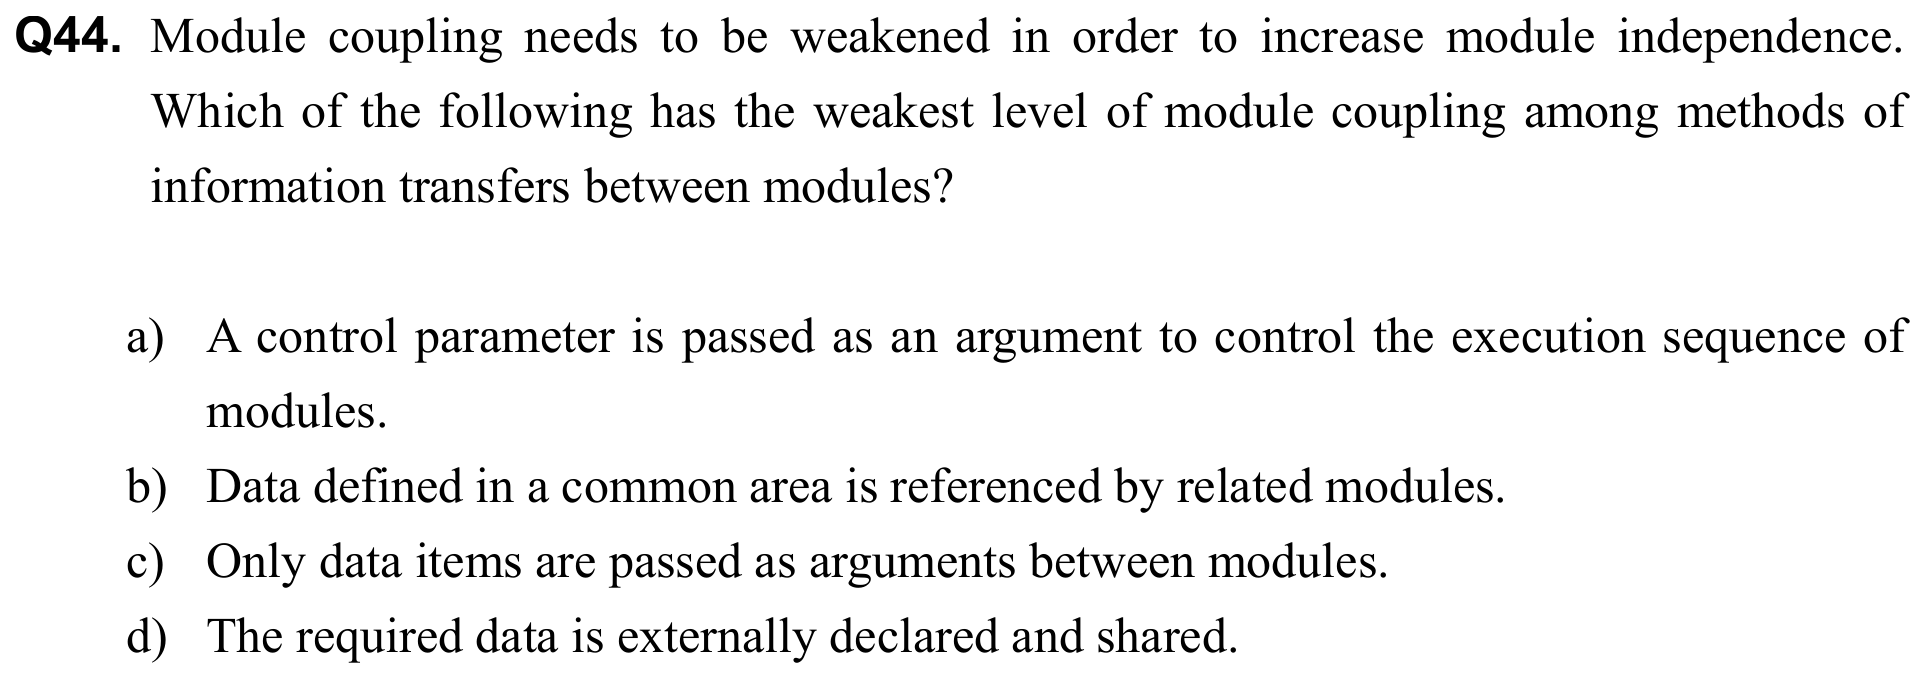 Q44. Module coupling needs to be weakened in order to increase module independence.
Which of the following has the weakest level of module coupling among methods of
information transfers between modules?
a) A control parameter is passed as an argument to control the execution sequence of
modules.
b) Data defined in a common area is referenced by related modules.
c) Only data items are passed as arguments between modules.
d) The required data is externally declared and shared.